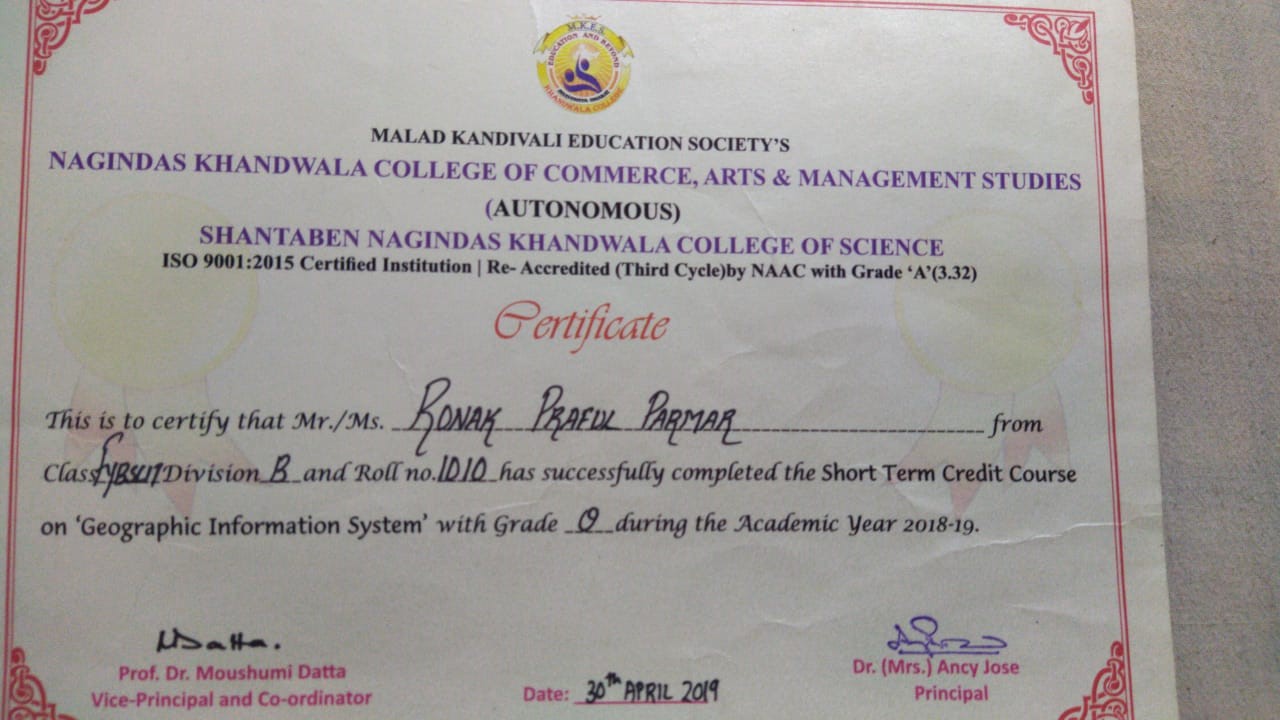 M.K.E.S.
EDUCATION AND BEYOND
KHANDWALA COLLEGE
MALAD KANDIVALI EDUCATION SOCIETY'S
NAGINDAS KHANDWALA COLLEGE OF COMMERCE, ARTS & MANAGEMENT STUDIES
(AUTONOMOUS)
SHANTABEN NAGINDAS KHANDWALA COLLEGE OF SCIENCE
ISO 9001:2015 Certified Institution | Re- Accredited (Third Cycle)by NAAC with Grade 'A'(3.32)
Certificate
This is to certify that Mr./Ms. RONAK PRAFUL PARMAR from
Class Division B and Roll no. 1010 has successfully completed the Short Term Credit Course
on 'Geographic Information System' with Grade O during the Academic Year 2018-19.
MDatta.
Prof. Dr. Moushumi Datta
Vice-Principal and Co-ordinator
Date: 30th APRIL 2019
Dr. (Mrs.) Ancy Jose
Principal